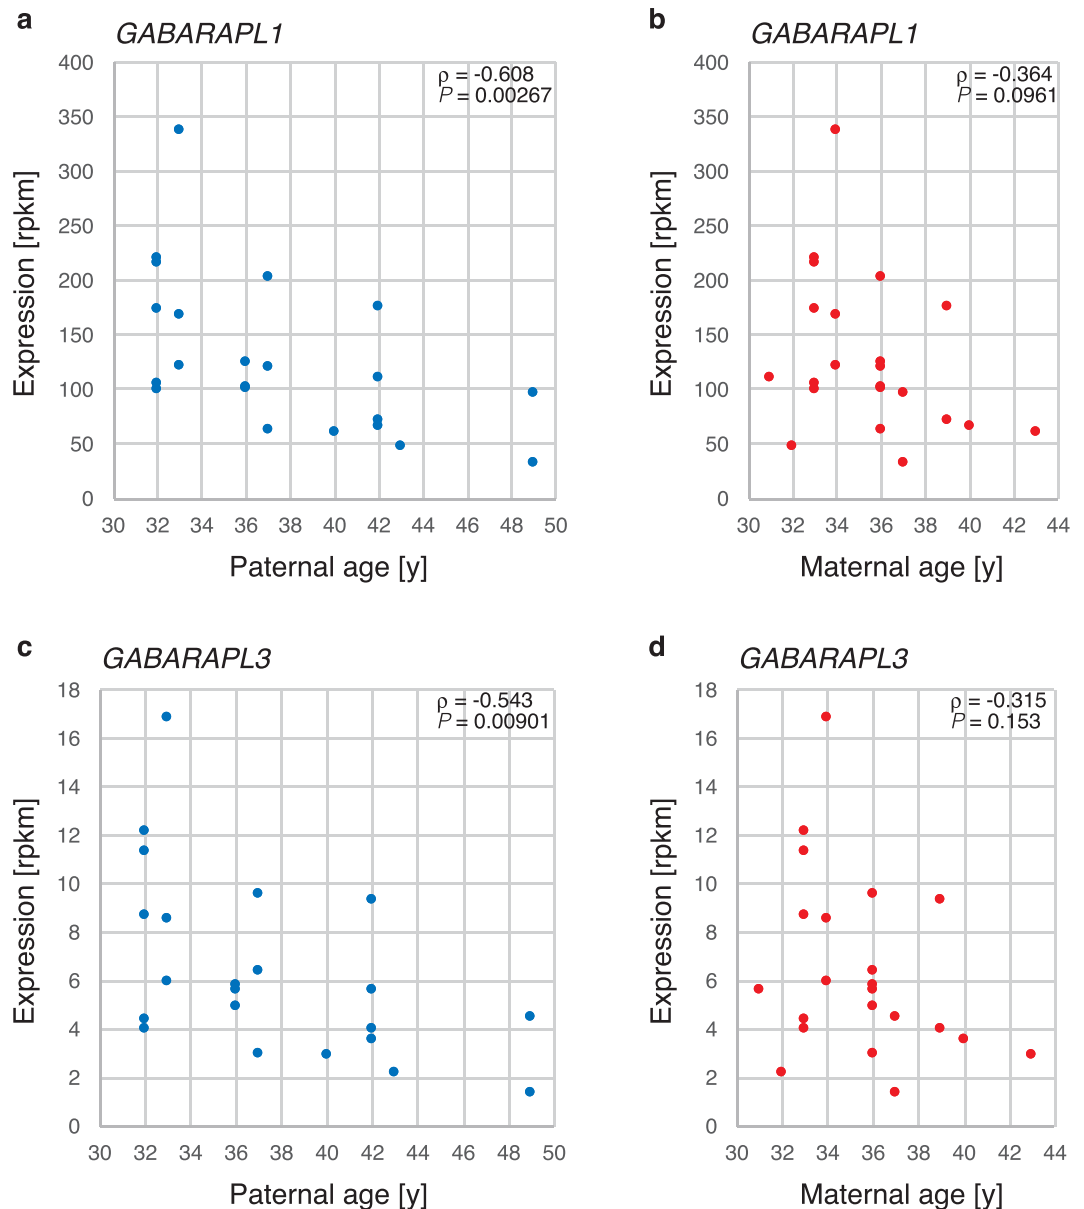 a
GABARAPL1
ρ = -0.608
P = 0.00267
400
350
300
250
200
150
100
50
0
Expression [rpkm]
30 32 34 36 38 40 42 44 46 48 50
Paternal age [y]
b
GABARAPL1
ρ = -0.364
P = 0.0961
400
350
300
250
200
150
100
50
0
Expression [rpkm]
30 32 34 36 38 40 42 44
Maternal age [y]
c
GABARAPL3
ρ = -0.543
P = 0.00901
18
16
14
12
10
8
6
4
2
0
Expression [rpkm]
30 32 34 36 38 40 42 44 46 48 50
Paternal age [y]
d
GABARAPL3
ρ = -0.315
P = 0.153
18
16
14
12
10
8
6
4
2
0
Expression [rpkm]
30 32 34 36 38 40 42 44
Maternal age [y]